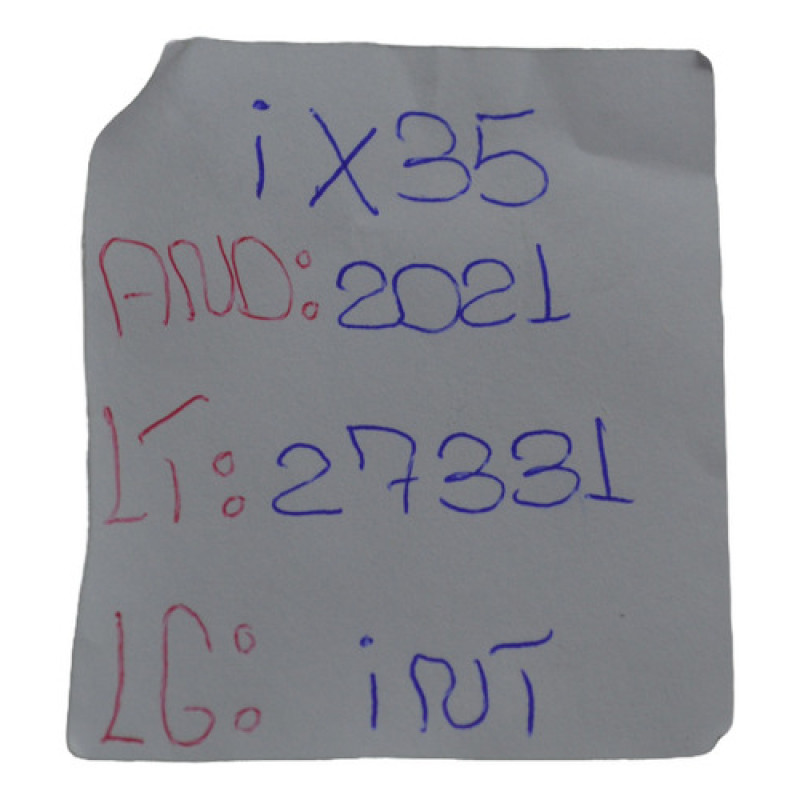 iX35
ANO: 2021
LT: 27331
LG: iNT